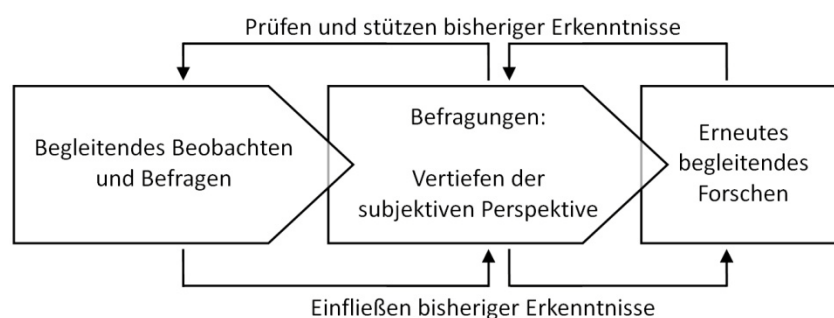 Prüfen und stützen bisheriger Erkenntnisse
Begleitendes Beobachten
und Befragen
Befragungen:
Vertiefen der
subjektiven Perspektive
Erneutes
begleitendes
Forschen
Einfließen bisheriger Erkenntnisse